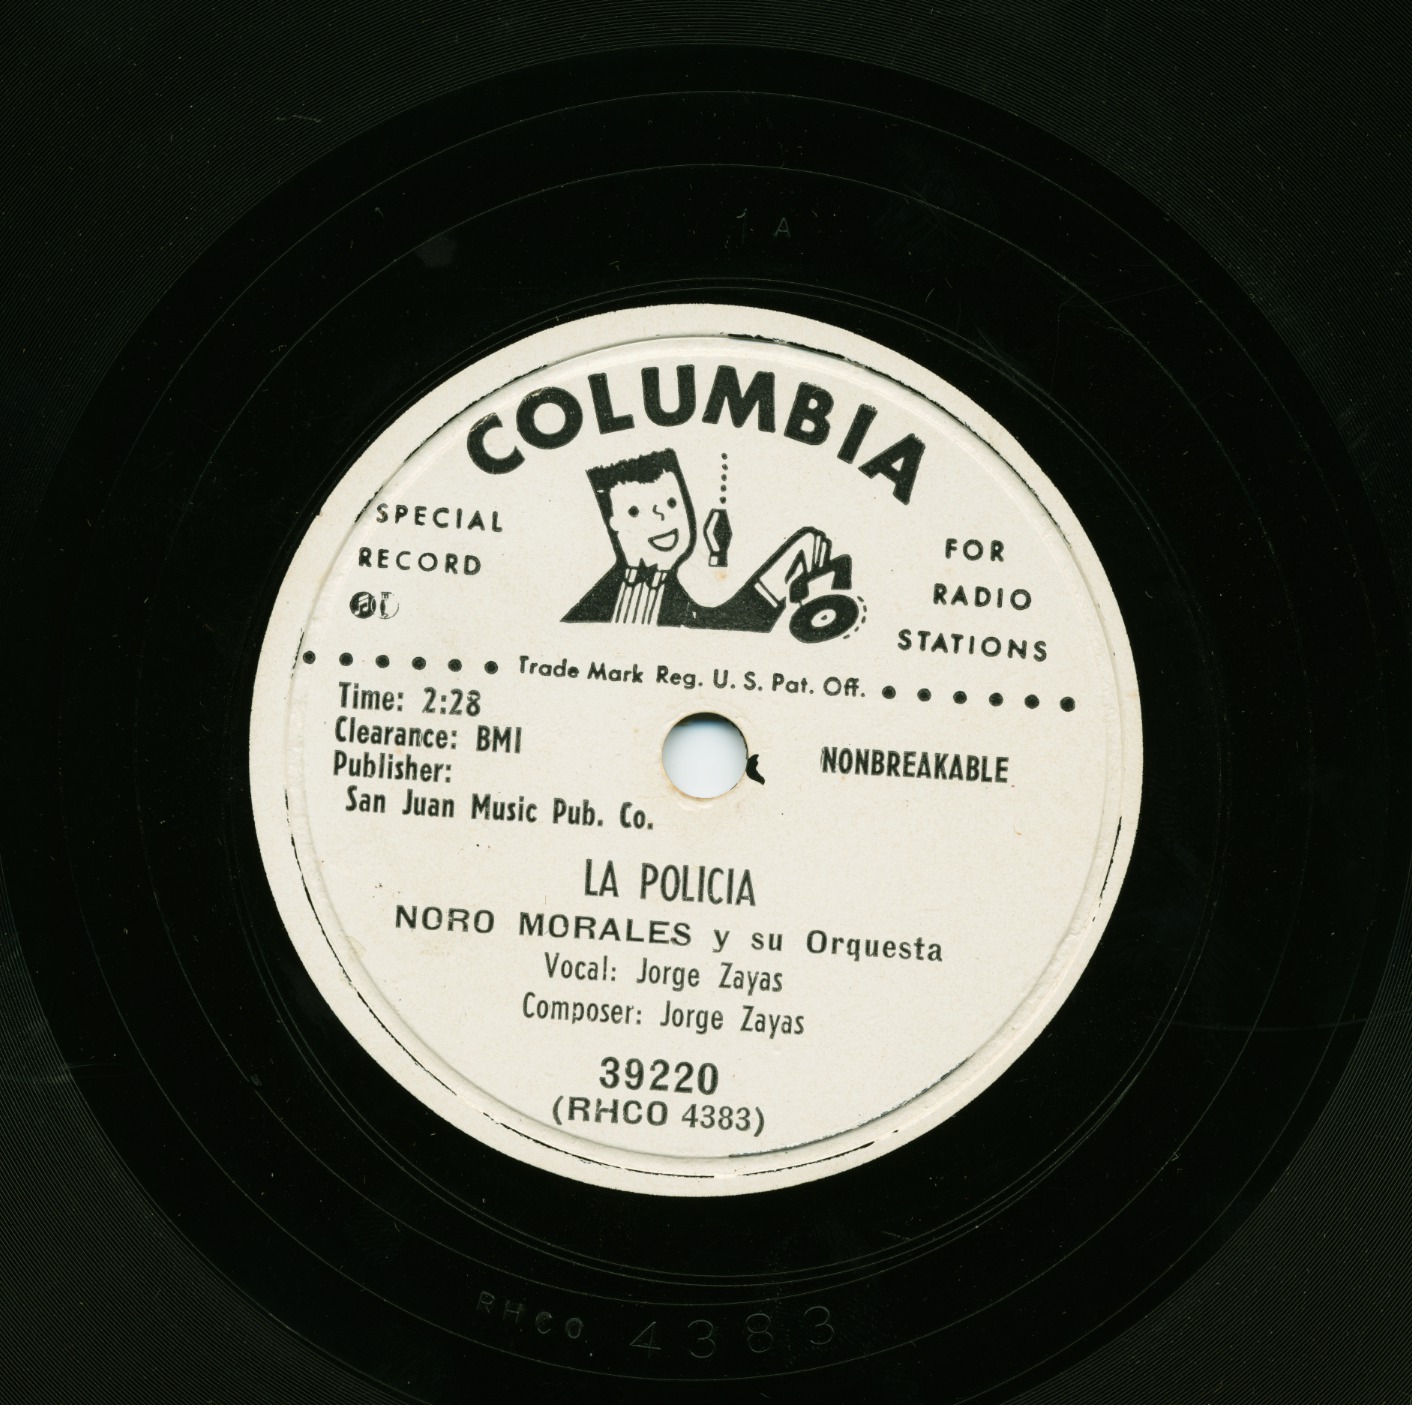 1 A
COLUMBIA
SPECIAL
RECORD
FOR
RADIO
STATIONS
Trade Mark Reg. U. S. Pat. Off.
Time: 2:28
Clearance: BMI
Publisher:
San Juan Music Pub. Co.
NONBREAKABLE
LA POLICIA
NORO MORALES y su Orquesta
Vocal: Jorge Zayas
Composer: Jorge Zayas
39220
(RHCO 4383)
RHCO 4383